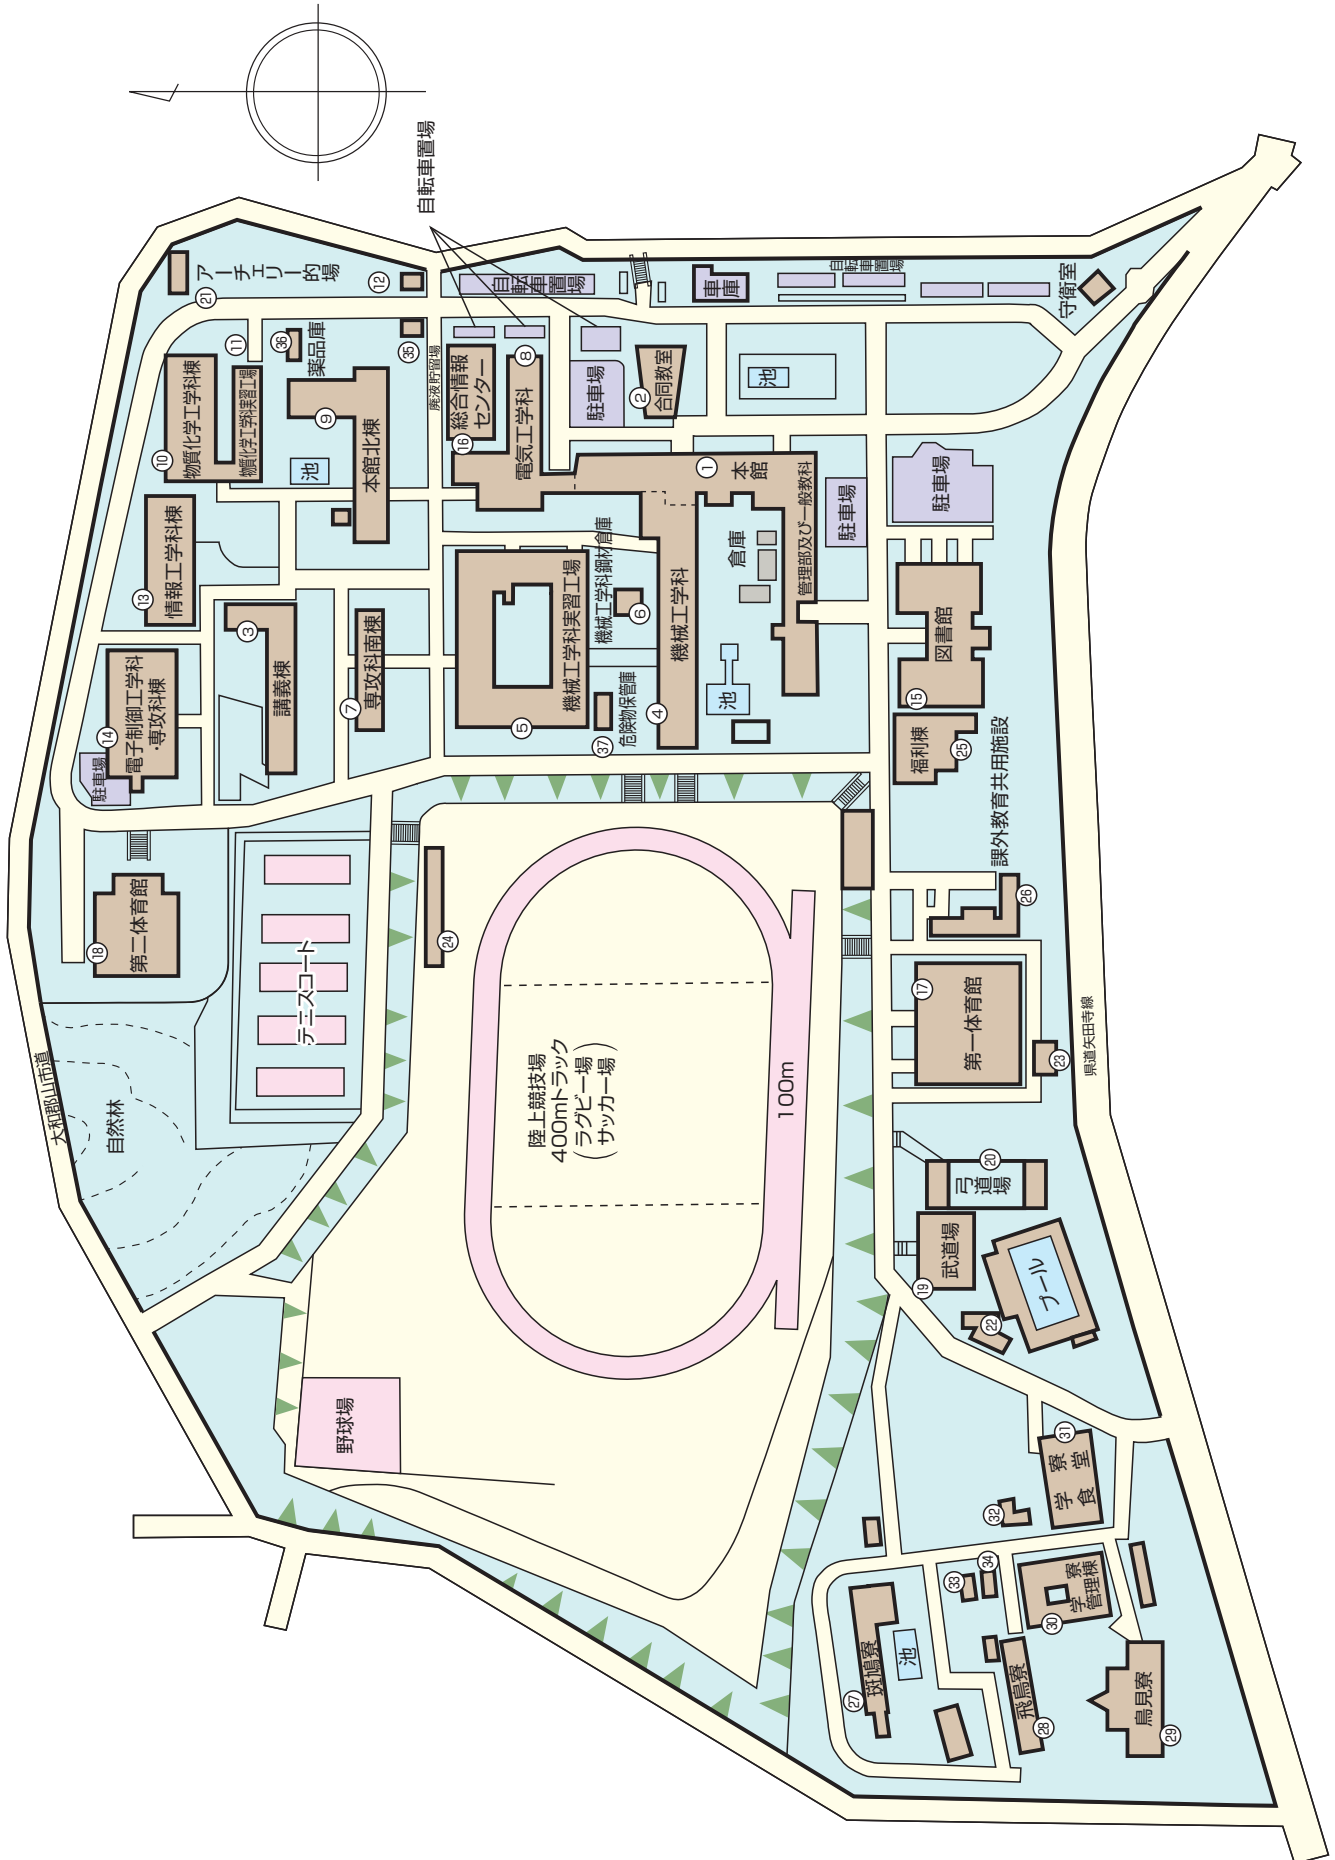 自転車置場
アーチェリー的場
㉑
⑫
自転車置場
車庫
自転車置場
守衛室
⑪
㊱
薬品庫
㉟
廃液貯留場
物質化学工学科棟
⑩
物質化学工学科実習工場
⑨
本館北棟
池
総合情報
センター
⑯
⑧
電気工学科
駐車場
②
合同教室
池
①
本館
管理部及び一般教科
駐車場
駐車場
情報工学科棟
⑬
③
講義棟
⑦
専攻科南棟
機械工学科実習工場
⑤
機械工学科鋼材倉庫
⑥
危険物保管庫
㊲
機械工学科
④
倉庫
池
図書館
⑮
福利棟
㉕
電子制御工学科
・専攻科棟
⑭
駐車場
課外教育共用施設
㉖
第二体育館
⑱
テニスコート
㉔
大和郡山市道
自然林
陸上競技場
400mトラック
(ラグビー場)
(サッカー場)
100m
第一体育館
⑰
㉓
県道矢田寺線
弓道場
⑳
武道場
⑲
プール
㉒
野球場
学寮
食堂
㉛
㉜
㉝
㉞
学寮
管理棟
㉚
斑鳩寮
㉗
池
飛鳥寮
㉘
鳥見寮
㉙